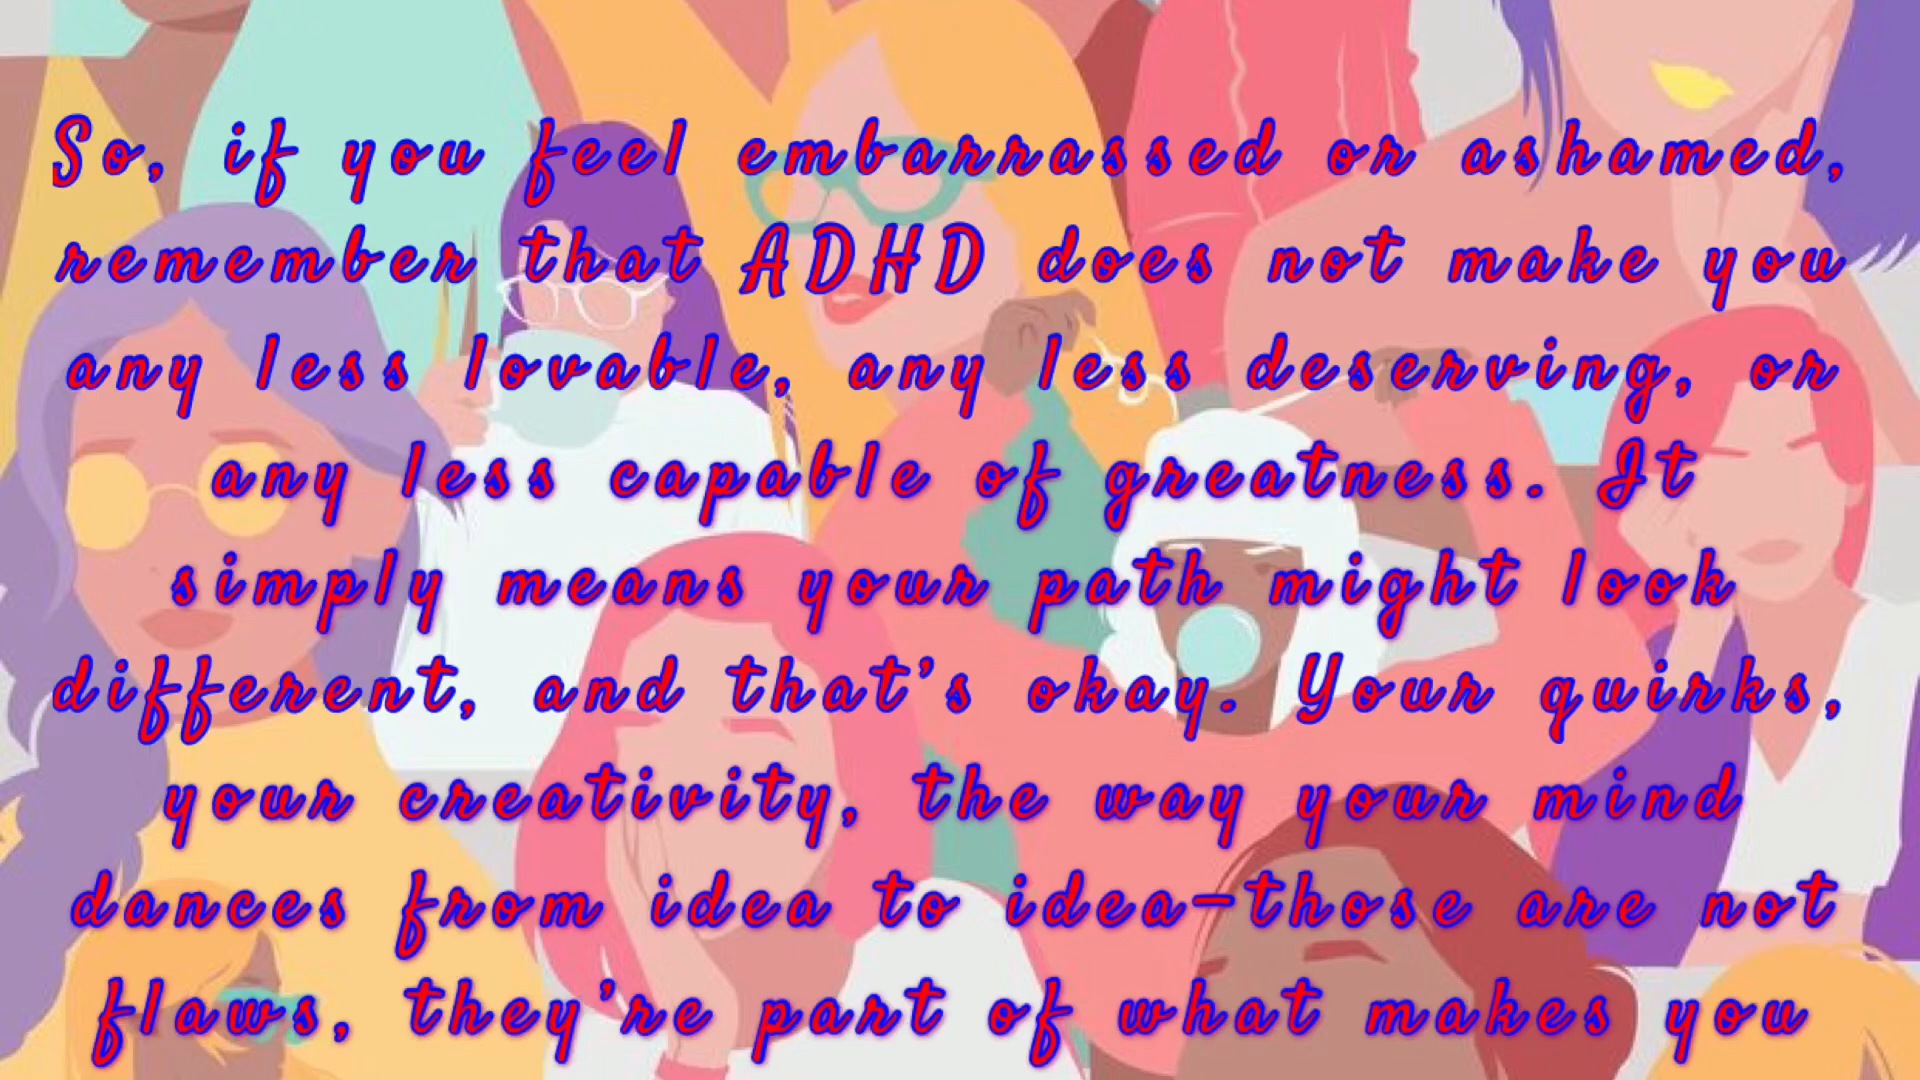 So, if you feel embarrassed or ashamed,
remember that ADHD does not make you
any less lovable, any less deserving, or
any less capable of greatness. It
simply means your path might look
different, and that’s okay. Your quirks,
your creativity, the way your mind
dances from idea to idea—those are not
flaws, they’re part of what makes you